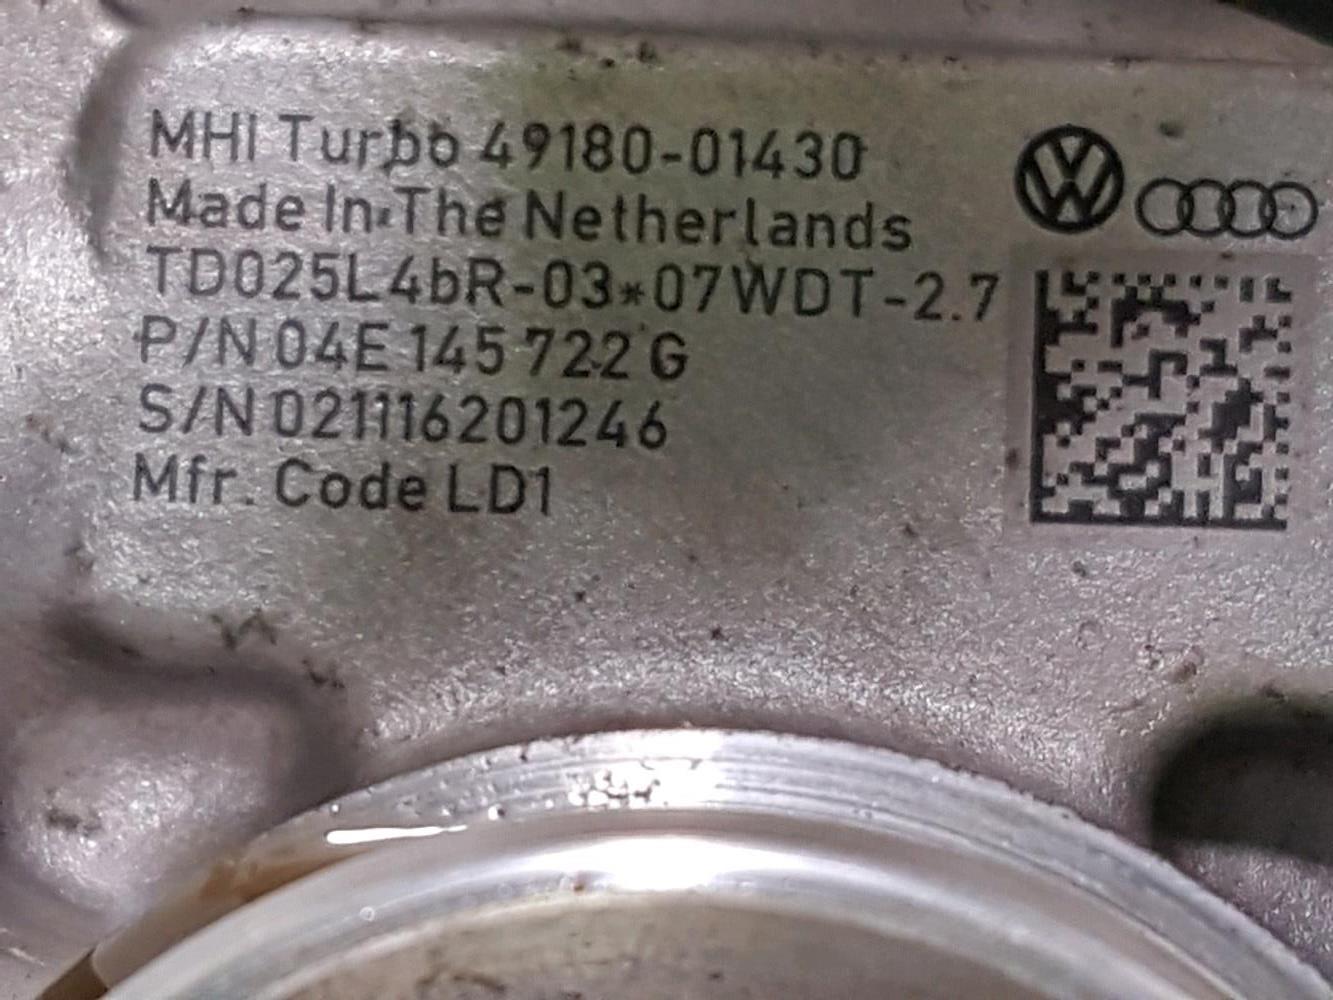 MHI Turbo 49180-01430
Made In The Netherlands
TD025L4bR-03*07WDT-2.7
P/N 04E 145 722 G
S/N 021116201246
Mfr. Code LD1